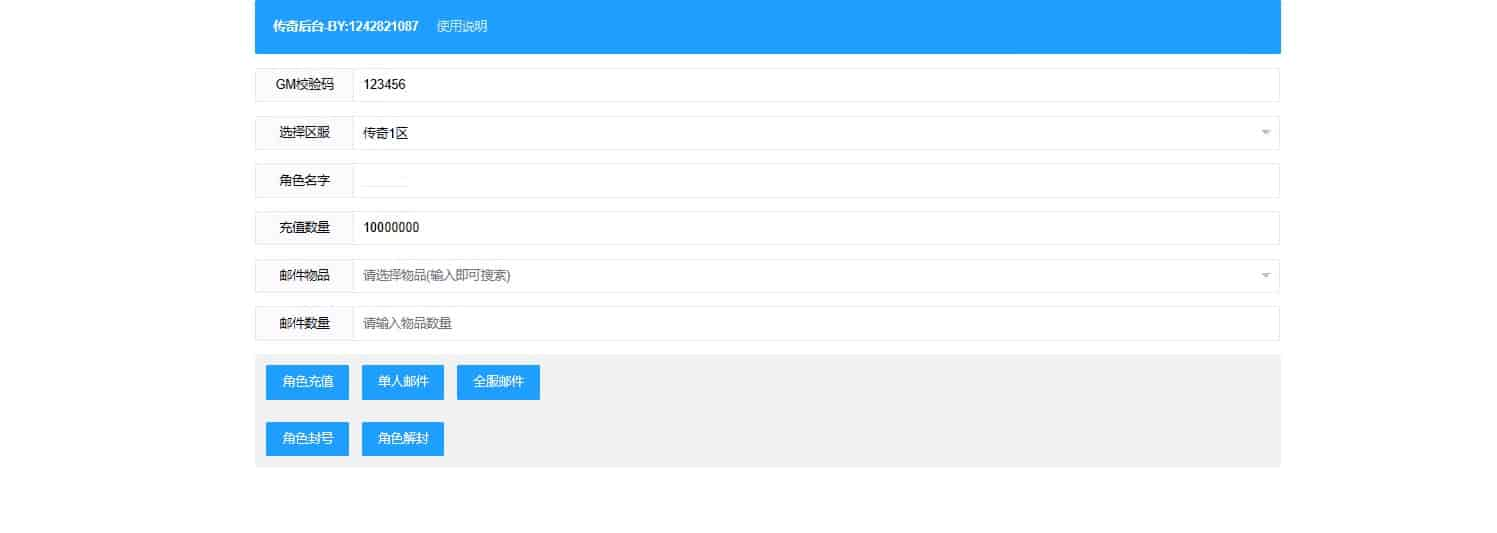 传奇后台-BY:1242821087 使用说明
GM校验码 123456
选择区服 传奇1区
角色名字
充值数量 10000000
邮件物品 请选择物品(输入即可搜索)
邮件数量 请输入物品数量
角色充值 单人邮件 全服邮件
角色封号 角色解封